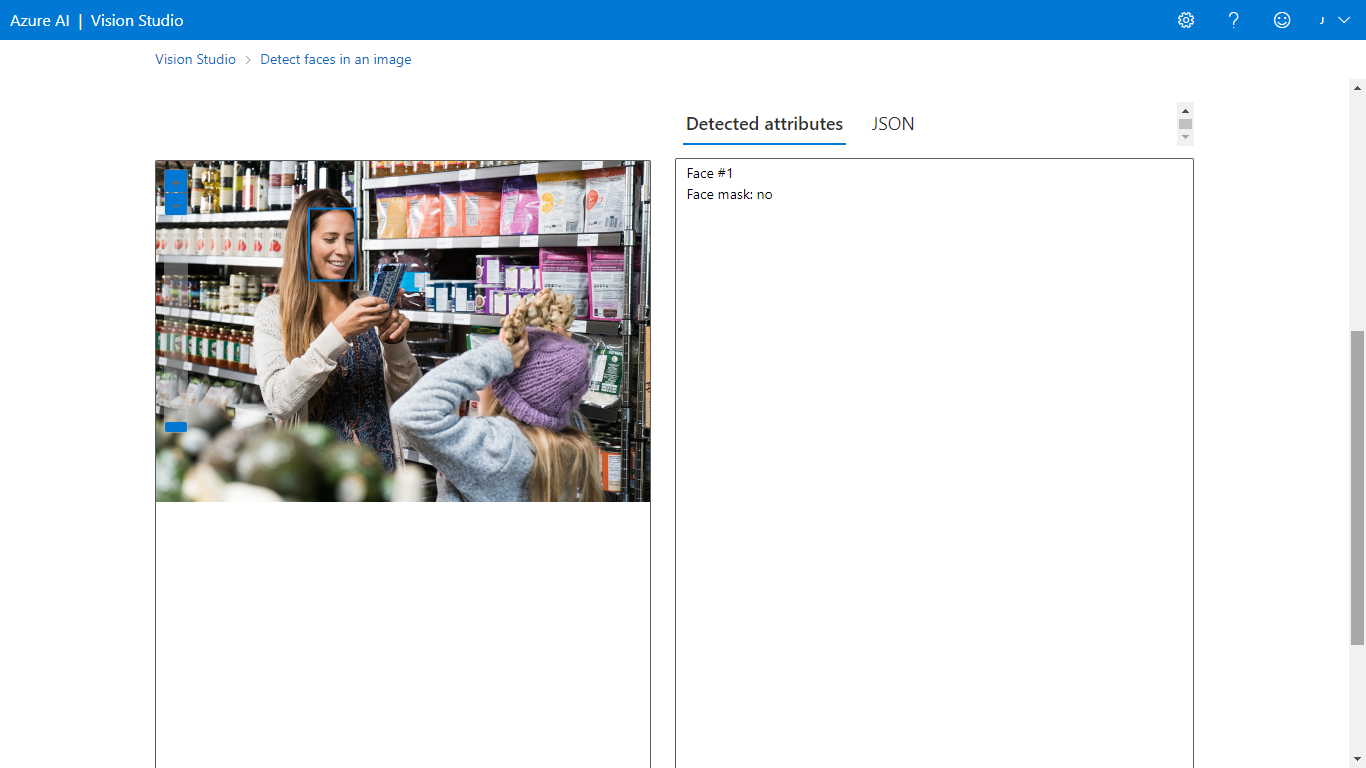 Azure AI | Vision Studio
J
Vision Studio > Detect faces in an image
Detected attributes
JSON
Face #1
Face mask: no